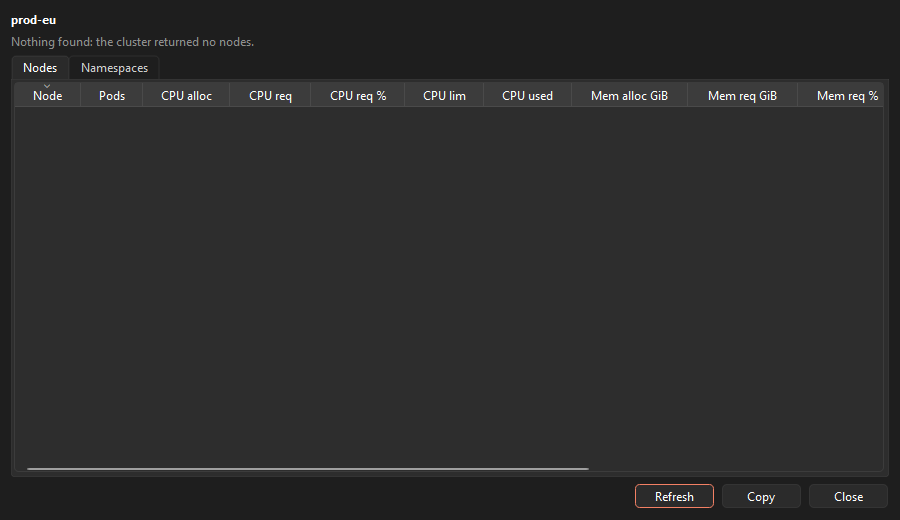 prod-eu
Nothing found: the cluster returned no nodes.
Nodes Namespaces
Node Pods CPU alloc CPU req CPU req % CPU lim CPU used Mem alloc GiB Mem req GiB Mem req %
Refresh Copy Close